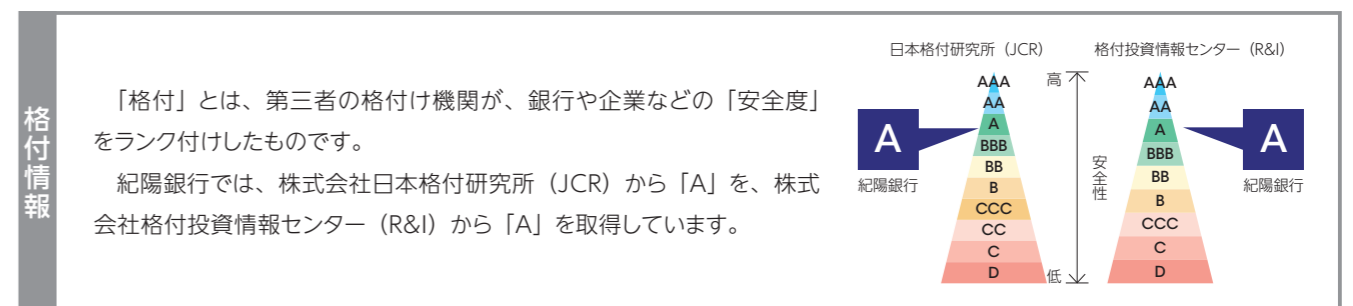 格付情報
「格付」とは、第三者の格付け機関が、銀行や企業などの「安全度」
をランク付けしたものです。
紀陽銀行では、株式会社日本格付研究所（JCR）から「A」を、株式
会社格付投資情報センター（R&I）から「A」を取得しています。
日本格付研究所（JCR）
A
紀陽銀行
AAA
AA
A
BBB
BB
B
CCC
CC
C
D
高
安全性
低
格付投資情報センター（R&I）
AAA
AA
A
BBB
BB
B
CCC
C
D
A
紀陽銀行